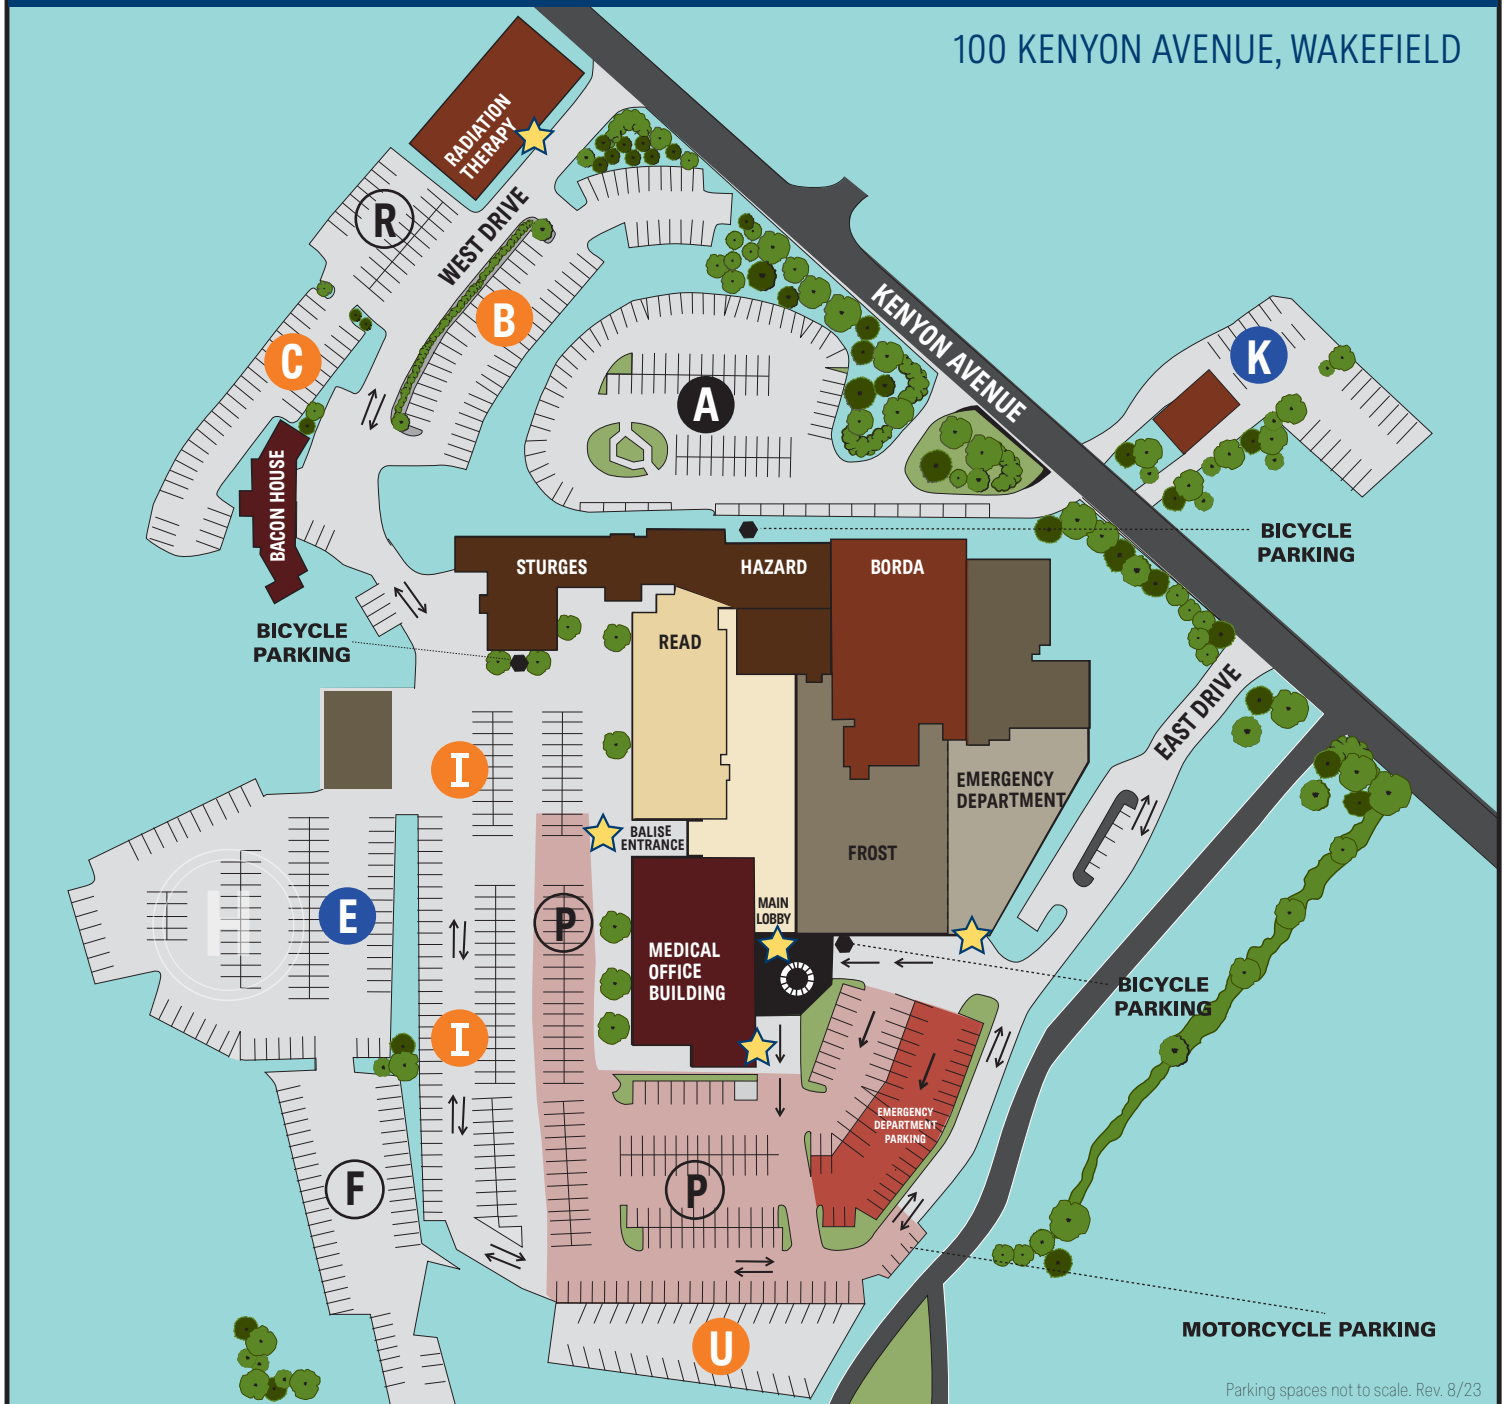 100 KENYON AVENUE, WAKEFIELD
RADIATION
THERAPY
R
WEST DRIVE
B
C
A
KENYON AVENUE
K
BACON HOUSE
BICYCLE
PARKING
STURGES
HAZARD
BORDA
BICYCLE
PARKING
READ
EAST DRIVE
I
EMERGENCY
DEPARTMENT
BALISE
ENTRANCE
FROST
H
E
P
MAIN
LOBBY
MEDICAL
OFFICE
BUILDING
BICYCLE
PARKING
I
EMERGENCY
DEPARTMENT
PARKING
F
P
U
MOTORCYCLE PARKING
Parking spaces not to scale. Rev. 8/23